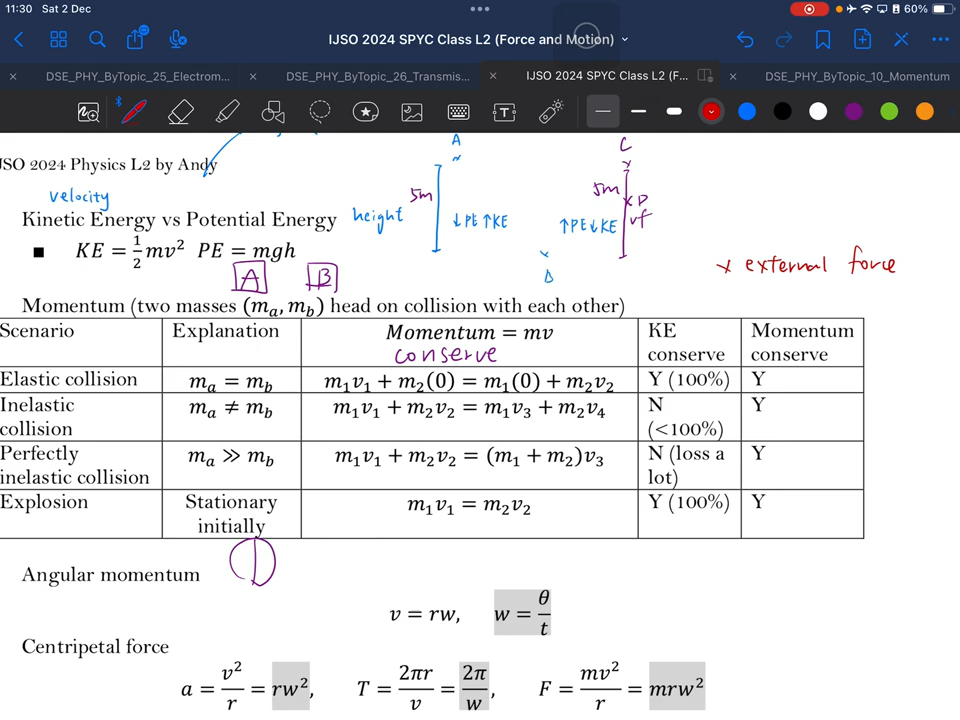 11:30 Sat 2 Dec
60%
IJSO 2024 SPYC Class L2 (Force and Motion)
DSE_PHY_ByTopic_25_Electrom...
DSE_PHY_ByTopic_26_Transmis...
IJSO 2024 SPYC Class L2 (F...
DSE_PHY_ByTopic_10_Momentum
JSO 2024 Physics L2 by Andy
A
C
velocity
5m
5m
D
Kinetic Energy vs Potential Energy
height
↓PE ↑KE
↑PE↓KE
vf
■ KE = 1/2 mv² PE = mgh
x external force
A
B
Momentum (two masses (mₐ, m_b) head on collision with each other)
Scenario Explanation Momentum = mv KE conserve Momentum conserve
conserve
Elastic collision mₐ = m_b m₁v₁ + m₂(0) = m₁(0) + m₂v₂ Y (100%) Y
Inelastic collision mₐ ≠ m_b m₁v₁ + m₂v₂ = m₁v₃ + m₂v₄ N (<100%) Y
Perfectly inelastic collision mₐ ≫ m_b m₁v₁ + m₂v₂ = (m₁ + m₂)v₃ N (loss a lot) Y
Explosion Stationary initially m₁v₁ = m₂v₂ Y (100%) Y
Angular momentum
v = rw, w = θ/t
Centripetal force
a = v²/r = rw², T = 2πr/v = 2π/w, F = mv²/r = mrw²